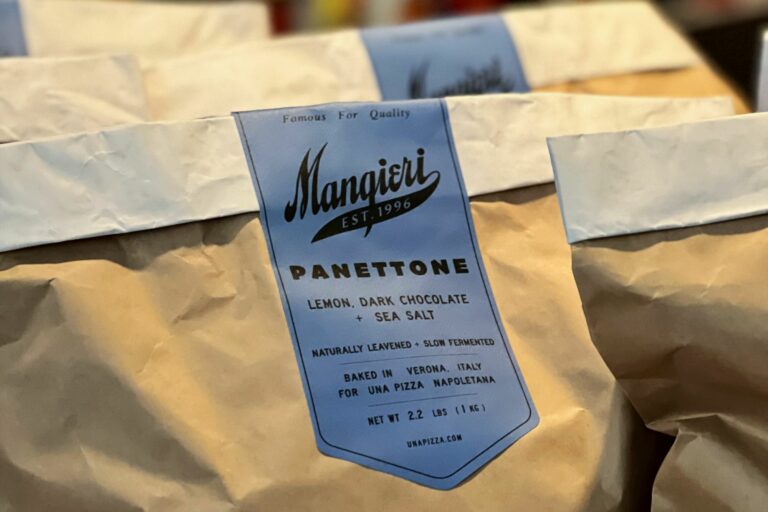 Mangieri
Famous For Quality
Mangieri
EST. 1996
PANETTONE
LEMON, DARK CHOCOLATE
+ SEA SALT
NATURALLY LEAVENED + SLOW FERMENTED
BAKED IN VERONA, ITALY
FOR UNA PIZZA NAPOLETANA
NET WT 2.2 LBS (1 KG)
UNAPIZZA.COM